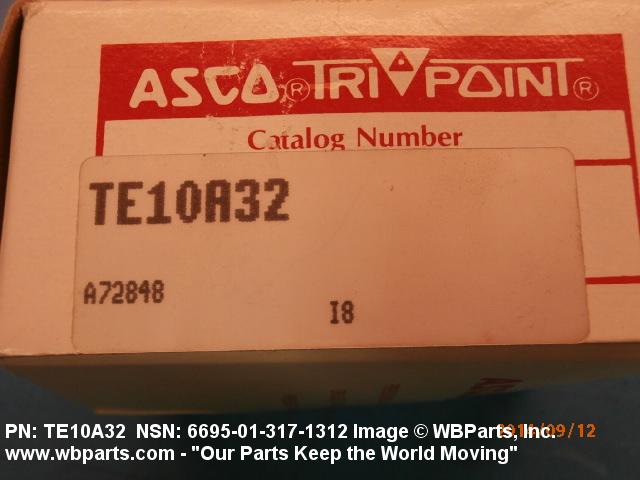 ASCO® TRI POINT®
Catalog Number
TE10A32
A72848
I8
PN: TE10A32 NSN: 6695-01-317-1312 Image © WBParts, Inc.
www.wbparts.com - "Our Parts Keep the World Moving"